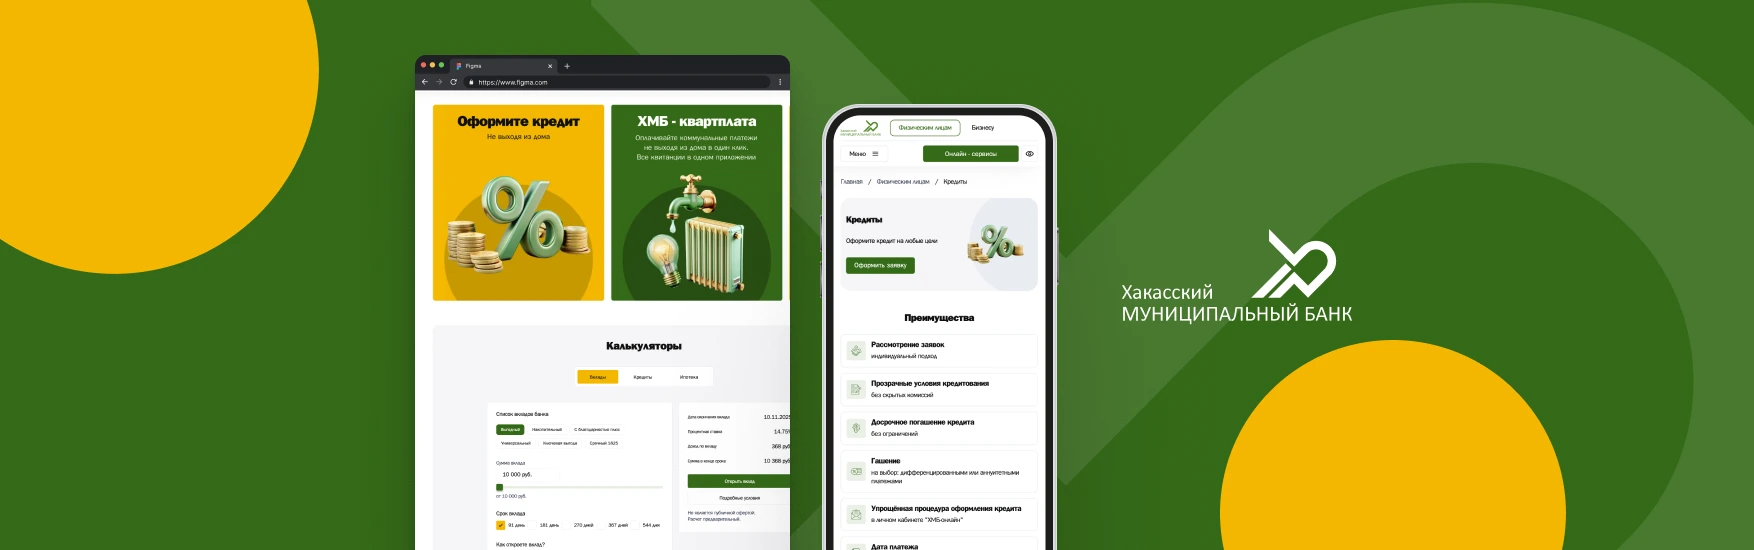 Figma
https://www.figma.com
Оформите кредит
Не выходя из дома
ХМБ - квартплата
Оплачивайте коммунальные платежи
не выходя из дома в один клик.
Все квитанции в одном приложении
Калькуляторы
Вклады Кредиты Ипотека
Список вкладов банка
Выгодный Накопительный С благодарностью плюс
Универсальный Ключевая выгода Срочный 1625
Сумма вклада
10 000 руб.
от 10 000 руб.
Срок вклада
91 день 181 день 270 дней 367 дней 544 дня
Как откроете вклад?
Дата окончания вклада 10.11.2025
Процентная ставка 14.75%
Доход по вкладу 368 руб
Сумма в конце срока 10 368 руб
Открыть вклад
Подробные условия
Не является публичной офертой.
Расчет предварительный.
Хакасский
МУНИЦИПАЛЬНЫЙ БАНК
Физическим лицам Бизнесу
Меню Онлайн - сервисы
Главная / Физическим лицам / Кредиты
Кредиты
Оформите кредит на любые цели
Оформить заявку
Преимущества
Рассмотрение заявок
индивидуальный подход
Прозрачные условия кредитования
без скрытых комиссий
Досрочное погашение кредита
без ограничений
Гашение
на выбор: дифференцированными или аннуитетными
платежами
Упрощённая процедура оформления кредита
в личном кабинете "ХМБ-онлайн"
Дата платежа
Хакасский
МУНИЦИПАЛЬНЫЙ БАНК